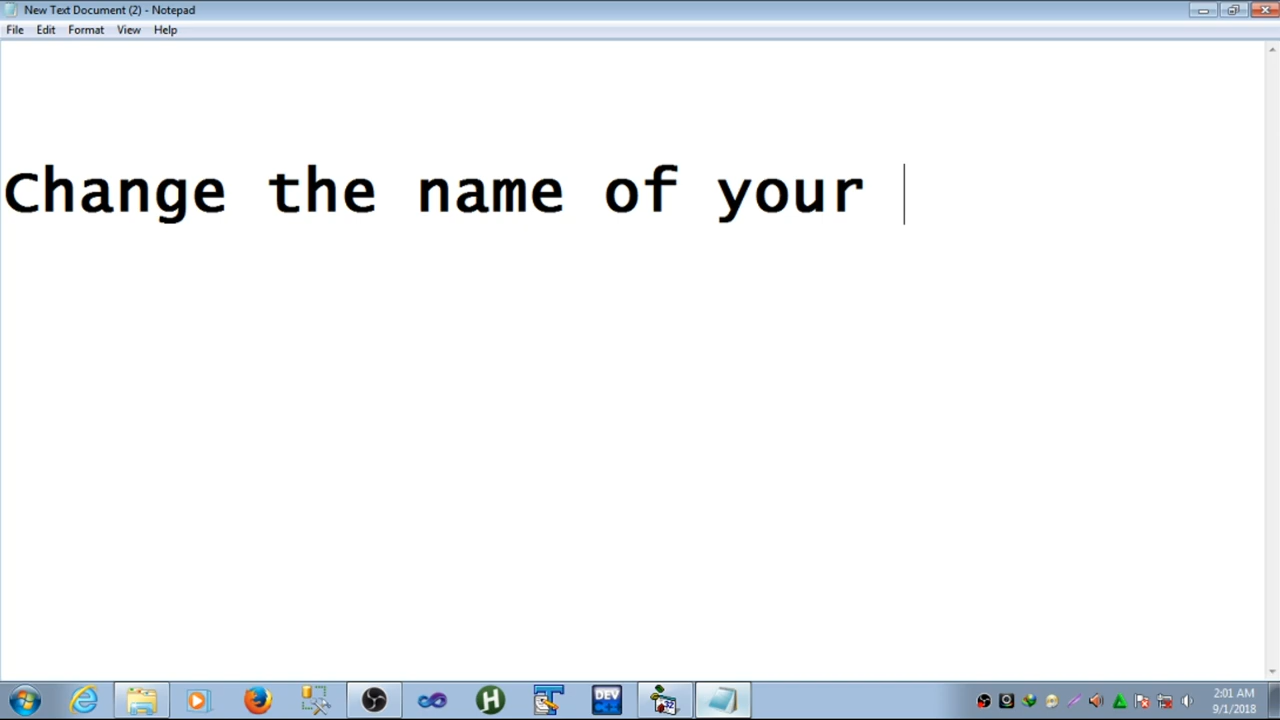 New Text Document (2) - Notepad
File Edit Format View Help
Change the name of your
DEV
2:01 AM
9/1/2018